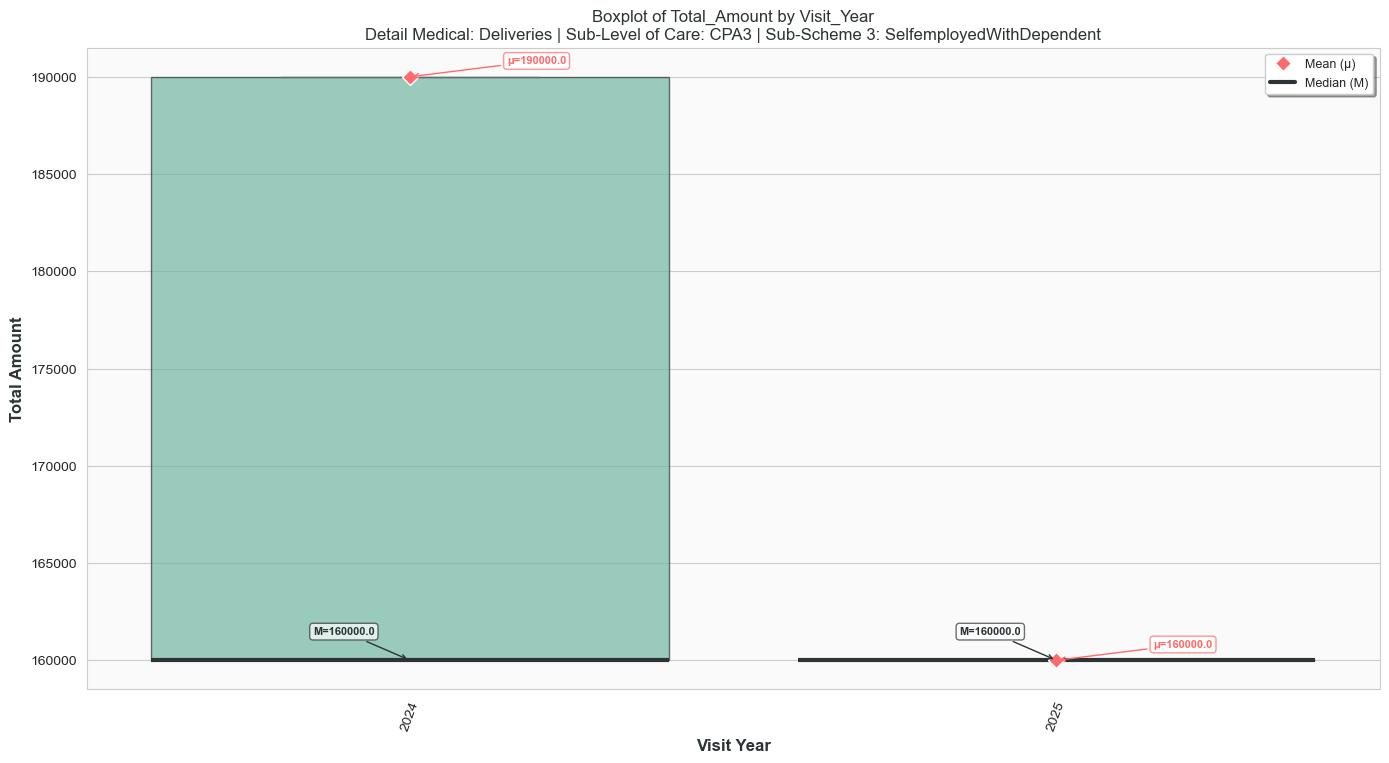 Boxplot of Total_Amount by Visit_Year
Detail Medical: Deliveries | Sub-Level of Care: CPA3 | Sub-Scheme 3: SelfemployedWithDependent
Mean (μ)
Median (M)
Total Amount
190000
185000
180000
175000
170000
165000
160000
μ=190000.0
M=160000.0
M=160000.0
μ=160000.0
2024
2025
Visit Year